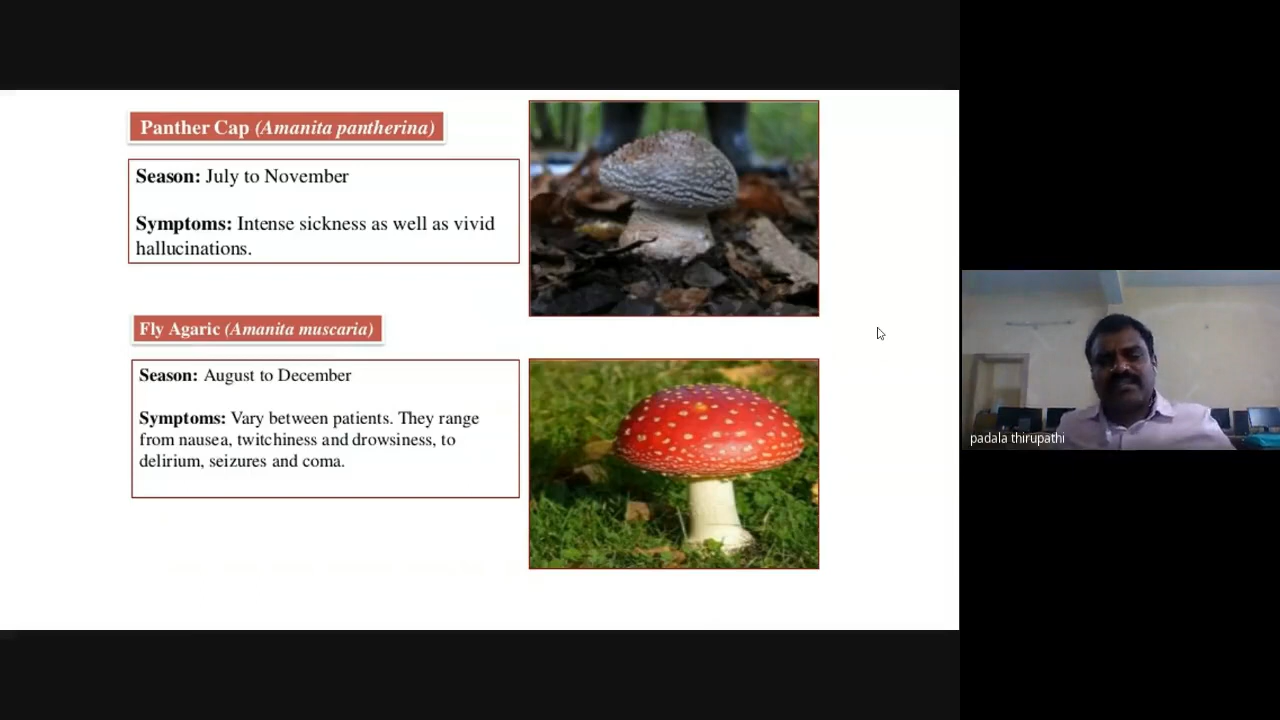 Panther Cap (Amanita pantherina)
Season: July to November
Symptoms: Intense sickness as well as vivid
hallucinations.
Fly Agaric (Amanita muscaria)
Season: August to December
Symptoms: Vary between patients. They range
from nausea, twitchiness and drowsiness, to
delirium, seizures and coma.
padala thirupathi